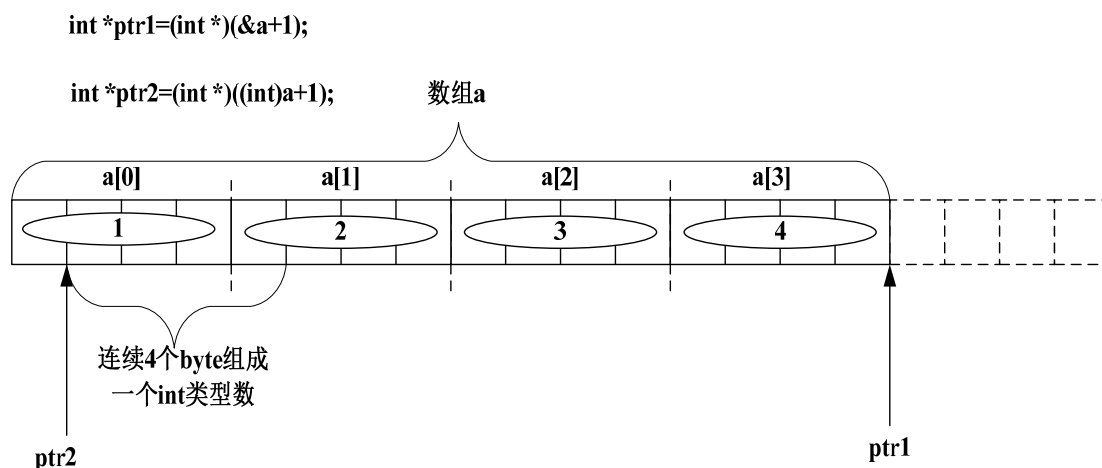 int *ptr1=(int *)(&a+1);
int *ptr2=(int *)((int)a+1);
数组a
a[0] a[1] a[2] a[3]
1 2 3 4
连续4个byte组成
一个int类型数
ptr2
ptr1